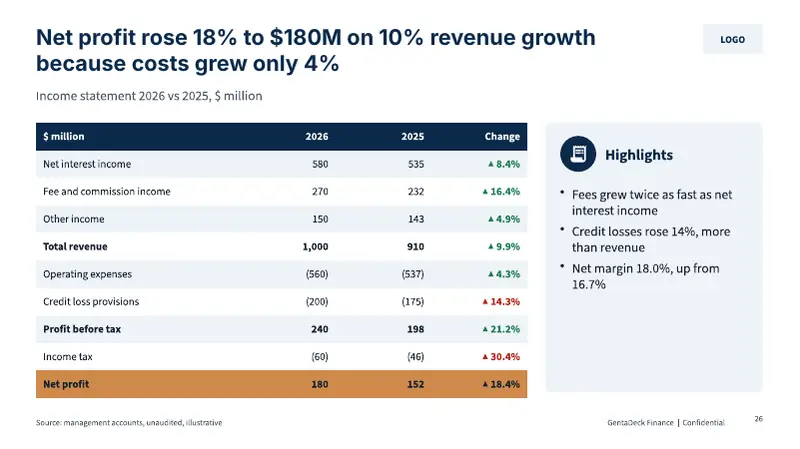 Net profit rose 18% to $180M on 10% revenue growth
because costs grew only 4%
LOGO
Income statement 2026 vs 2025, $ million
$ million 2026 2025 Change
Net interest income 580 535 ▲ 8.4%
Fee and commission income 270 232 ▲ 16.4%
Other income 150 143 ▲ 4.9%
Total revenue 1,000 910 ▲ 9.9%
Operating expenses (560) (537) ▲ 4.3%
Credit loss provisions (200) (175) ▲ 14.3%
Profit before tax 240 198 ▲ 21.2%
Income tax (60) (46) ▲ 30.4%
Net profit 180 152 ▲ 18.4%
Highlights
• Fees grew twice as fast as net
interest income
• Credit losses rose 14%, more
than revenue
• Net margin 18.0%, up from
16.7%
Source: management accounts, unaudited, illustrative
GentaDeck Finance | Confidential
26